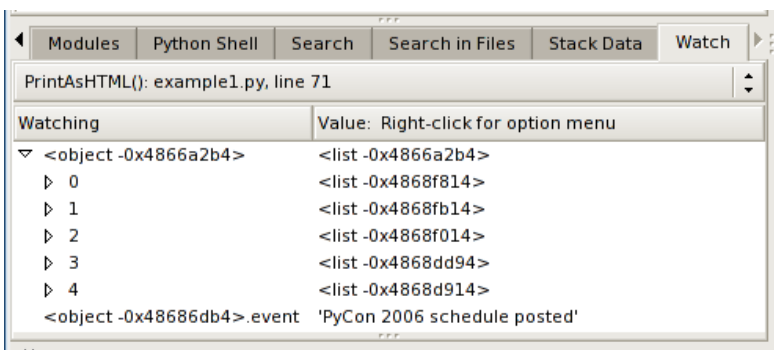 Modules Python Shell Search Search in Files Stack Data Watch
PrintAsHTML(): example1.py, line 71
Watching Value: Right-click for option menu
<object -0x4866a2b4> <list -0x4866a2b4>
0 <list -0x4868f814>
1 <list -0x4868fb14>
2 <list -0x4868f014>
3 <list -0x4868dd94>
4 <list -0x4868d914>
<object -0x48686db4>.event 'PyCon 2006 schedule posted'